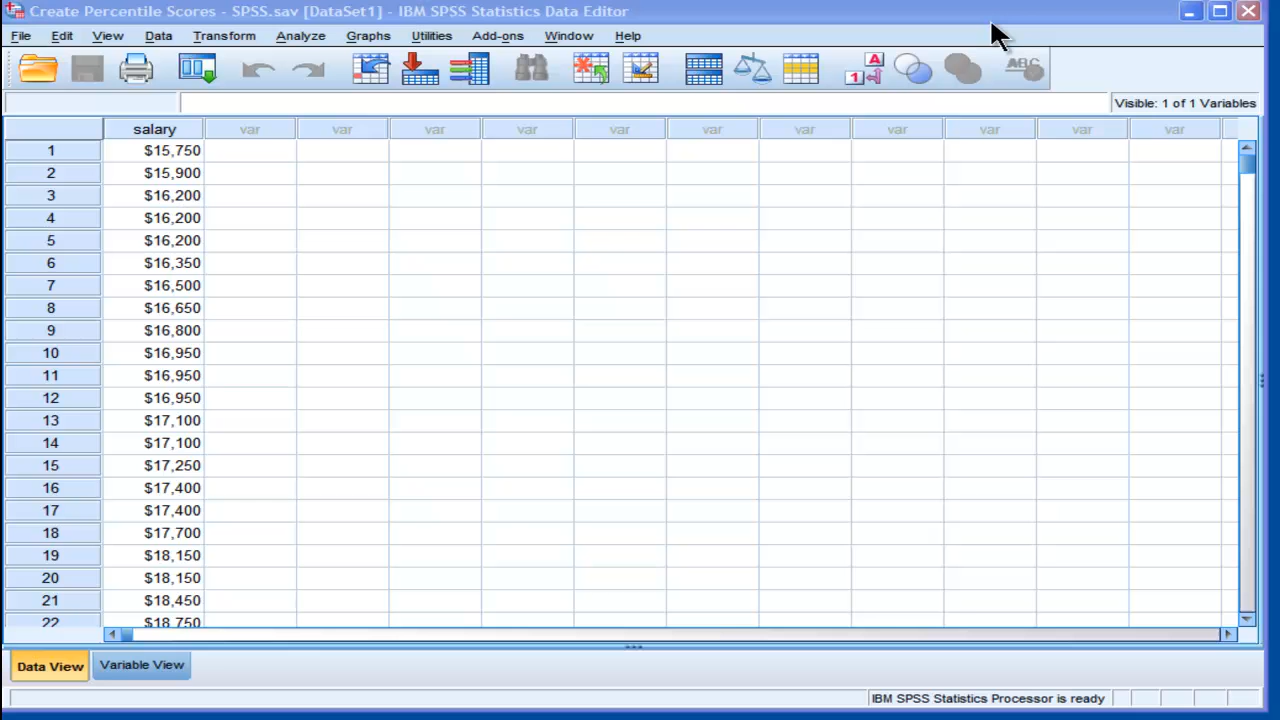 Create Percentile Scores - SPSS.sav [DataSet1] - IBM SPSS Statistics Data Editor
File Edit View Data Transform Analyze Graphs Utilities Add-ons Window Help
A
1 ABC
Visible: 1 of 1 Variables
salary var var var var var var var var var var var
1 $15,750
2 $15,900
3 $16,200
4 $16,200
5 $16,200
6 $16,350
7 $16,500
8 $16,650
9 $16,800
10 $16,950
11 $16,950
12 $16,950
13 $17,100
14 $17,100
15 $17,250
16 $17,400
17 $17,400
18 $17,700
19 $18,150
20 $18,150
21 $18,450
22 $18,750
Data View Variable View
IBM SPSS Statistics Processor is ready